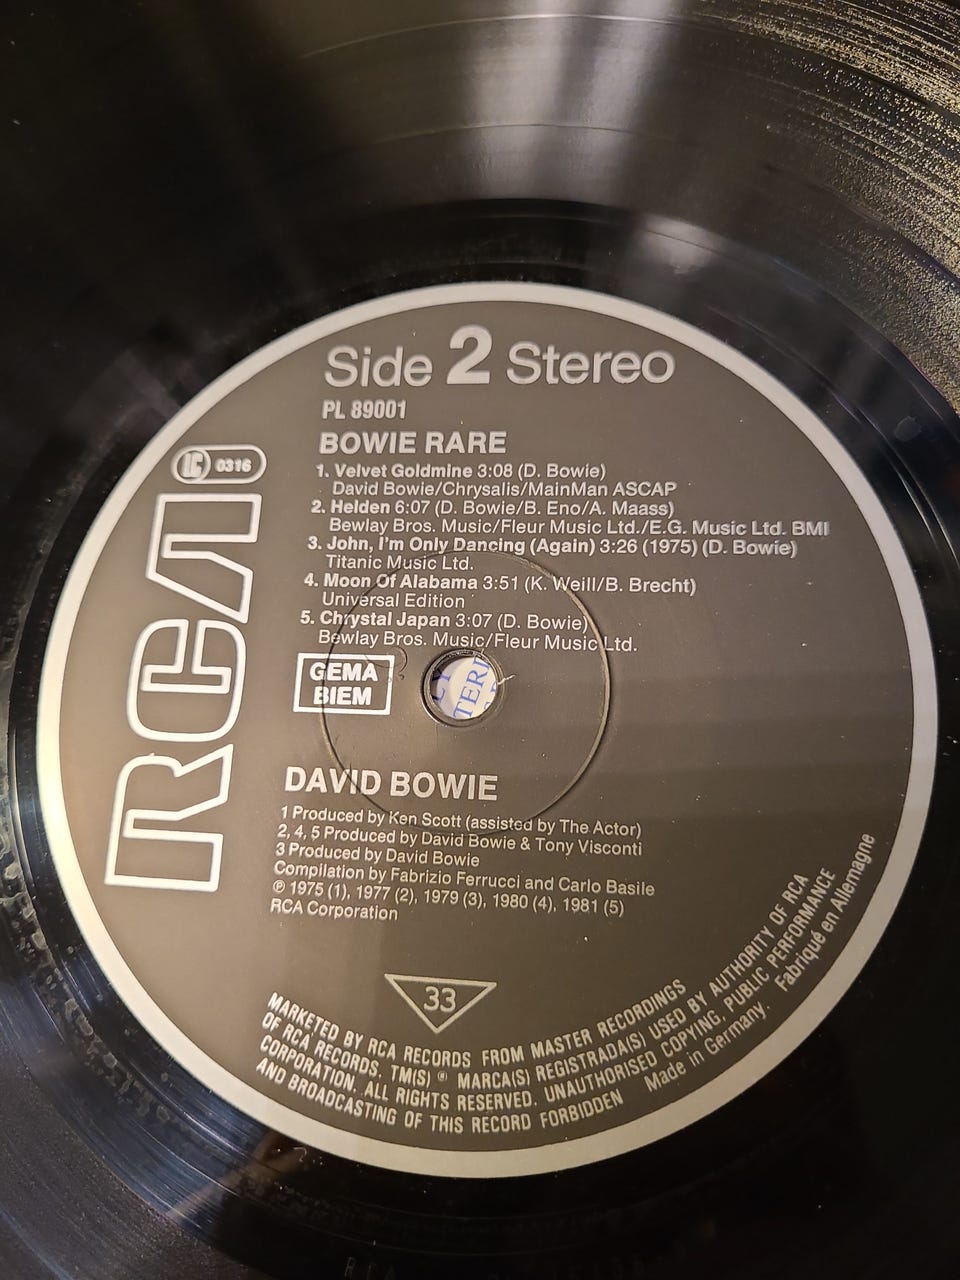 Side 2 Stereo
PL 89001
BOWIE RARE
1. Velvet Goldmine 3:08 (D. Bowie)
David Bowie/Chrysalis/MainMan ASCAP
2. Helden 6:07 (D. Bowie/B. Eno/A. Maass)
Bewlay Bros. Music/Fleur Music Ltd./E.G. Music Ltd. BMI
3. John, I'm Only Dancing (Again) 3:26 (1975) (D. Bowie)
Titanic Music Ltd.
4. Moon Of Alabama 3:51 (K. Weill/B. Brecht)
Universal Edition
5. Chrystal Japan 3:07 (D. Bowie)
Bewlay Bros. Music/Fleur Music Ltd.
LC 0316
RCA
GEMA
BIEM
TERE
DAVID BOWIE
1 Produced by Ken Scott (assisted by The Actor)
2, 4, 5 Produced by David Bowie & Tony Visconti
3 Produced by David Bowie
Compilation by Fabrizio Ferrucci and Carlo Basile
℗ 1975 (1), 1977 (2), 1979 (3), 1980 (4), 1981 (5)
RCA Corporation
33
MARKETED BY RCA RECORDS FROM MASTER RECORDINGS
OF RCA RECORDS. TM(S) ® MARCA(S) REGISTRADA(S) USED BY AUTHORITY OF RCA
CORPORATION. ALL RIGHTS RESERVED. UNAUTHORISED COPYING, PUBLIC PERFORMANCE
AND BROADCASTING OF THIS RECORD FORBIDDEN Made in Germany. Fabriqué en Allemagne